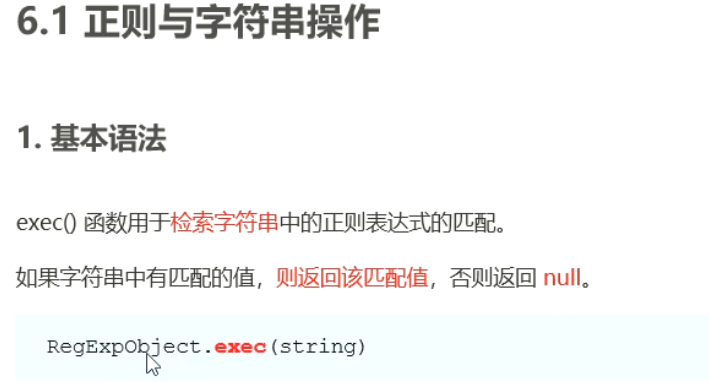 6.1 正则与字符串操作
1. 基本语法
exec() 函数用于检索字符串中的正则表达式的匹配。
如果字符串中有匹配的值，则返回该匹配值，否则返回 null。
RegExpObject.exec(string)